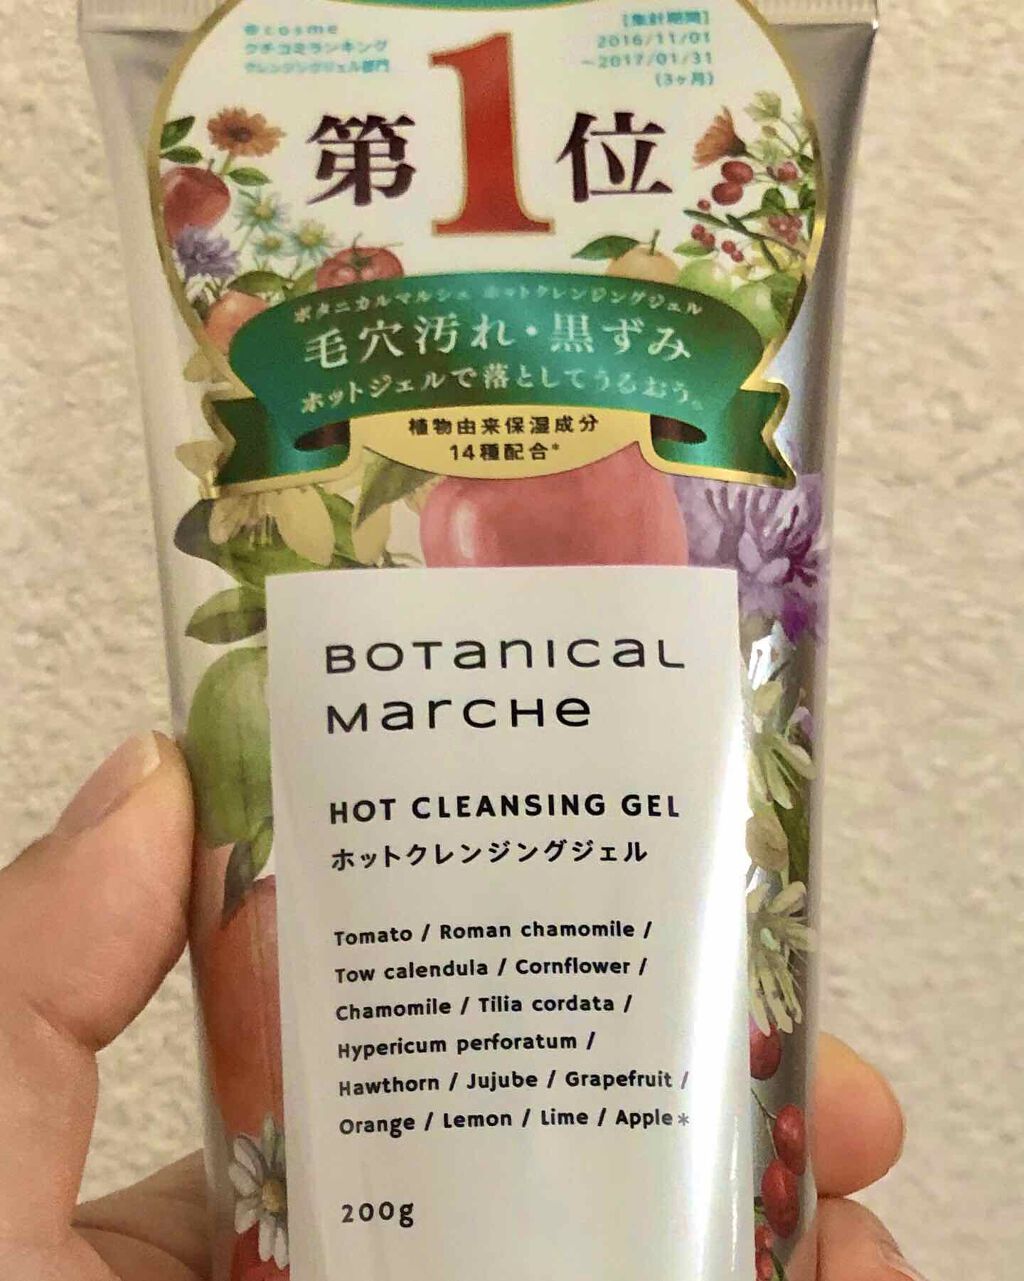 @cosme
クチコミランキング
クレンジングジェル部門
[集計期間]
2016/11/01
~2017/01/31
(3ヶ月)
第1位
ボタニカルマルシェ ホットクレンジングジェル
毛穴汚れ・黒ずみ
ホットジェルで落としてうるおう。
植物由来保湿成分
14種配合*
BOTANICAL
MARCHE
HOT CLEANSING GEL
ホットクレンジングジェル
Tomato / Roman chamomile /
Tow calendula / Cornflower /
Chamomile / Tilia cordata /
Hypericum perforatum /
Hawthorn / Jujube / Grapefruit /
Orange / Lemon / Lime / Apple*
200g